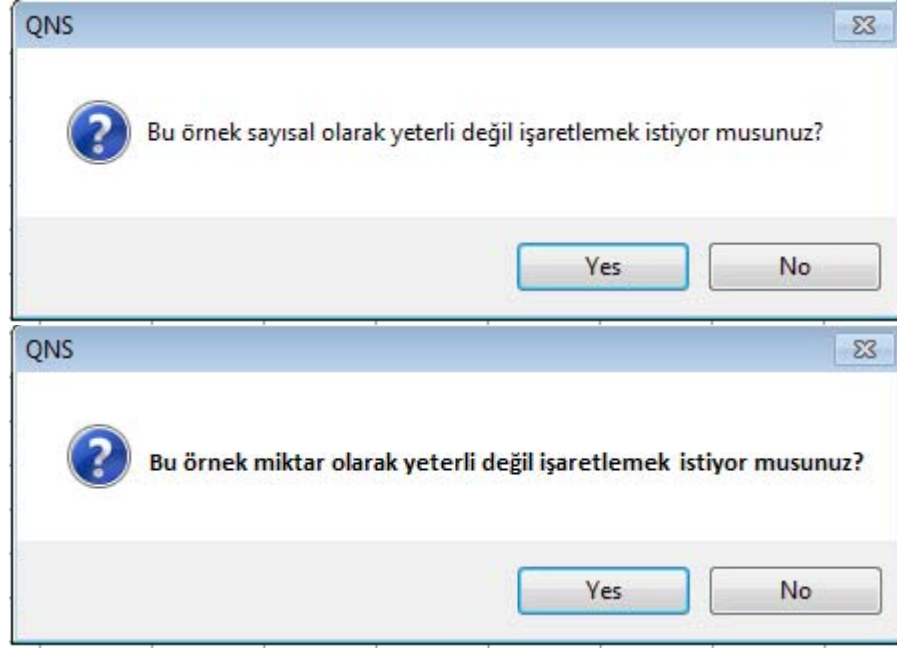 QNS
Bu örnek sayısal olarak yeterli değil işaretlemek istiyor musunuz?
Yes No
QNS
Bu örnek miktar olarak yeterli değil işaretlemek istiyor musunuz?
Yes No